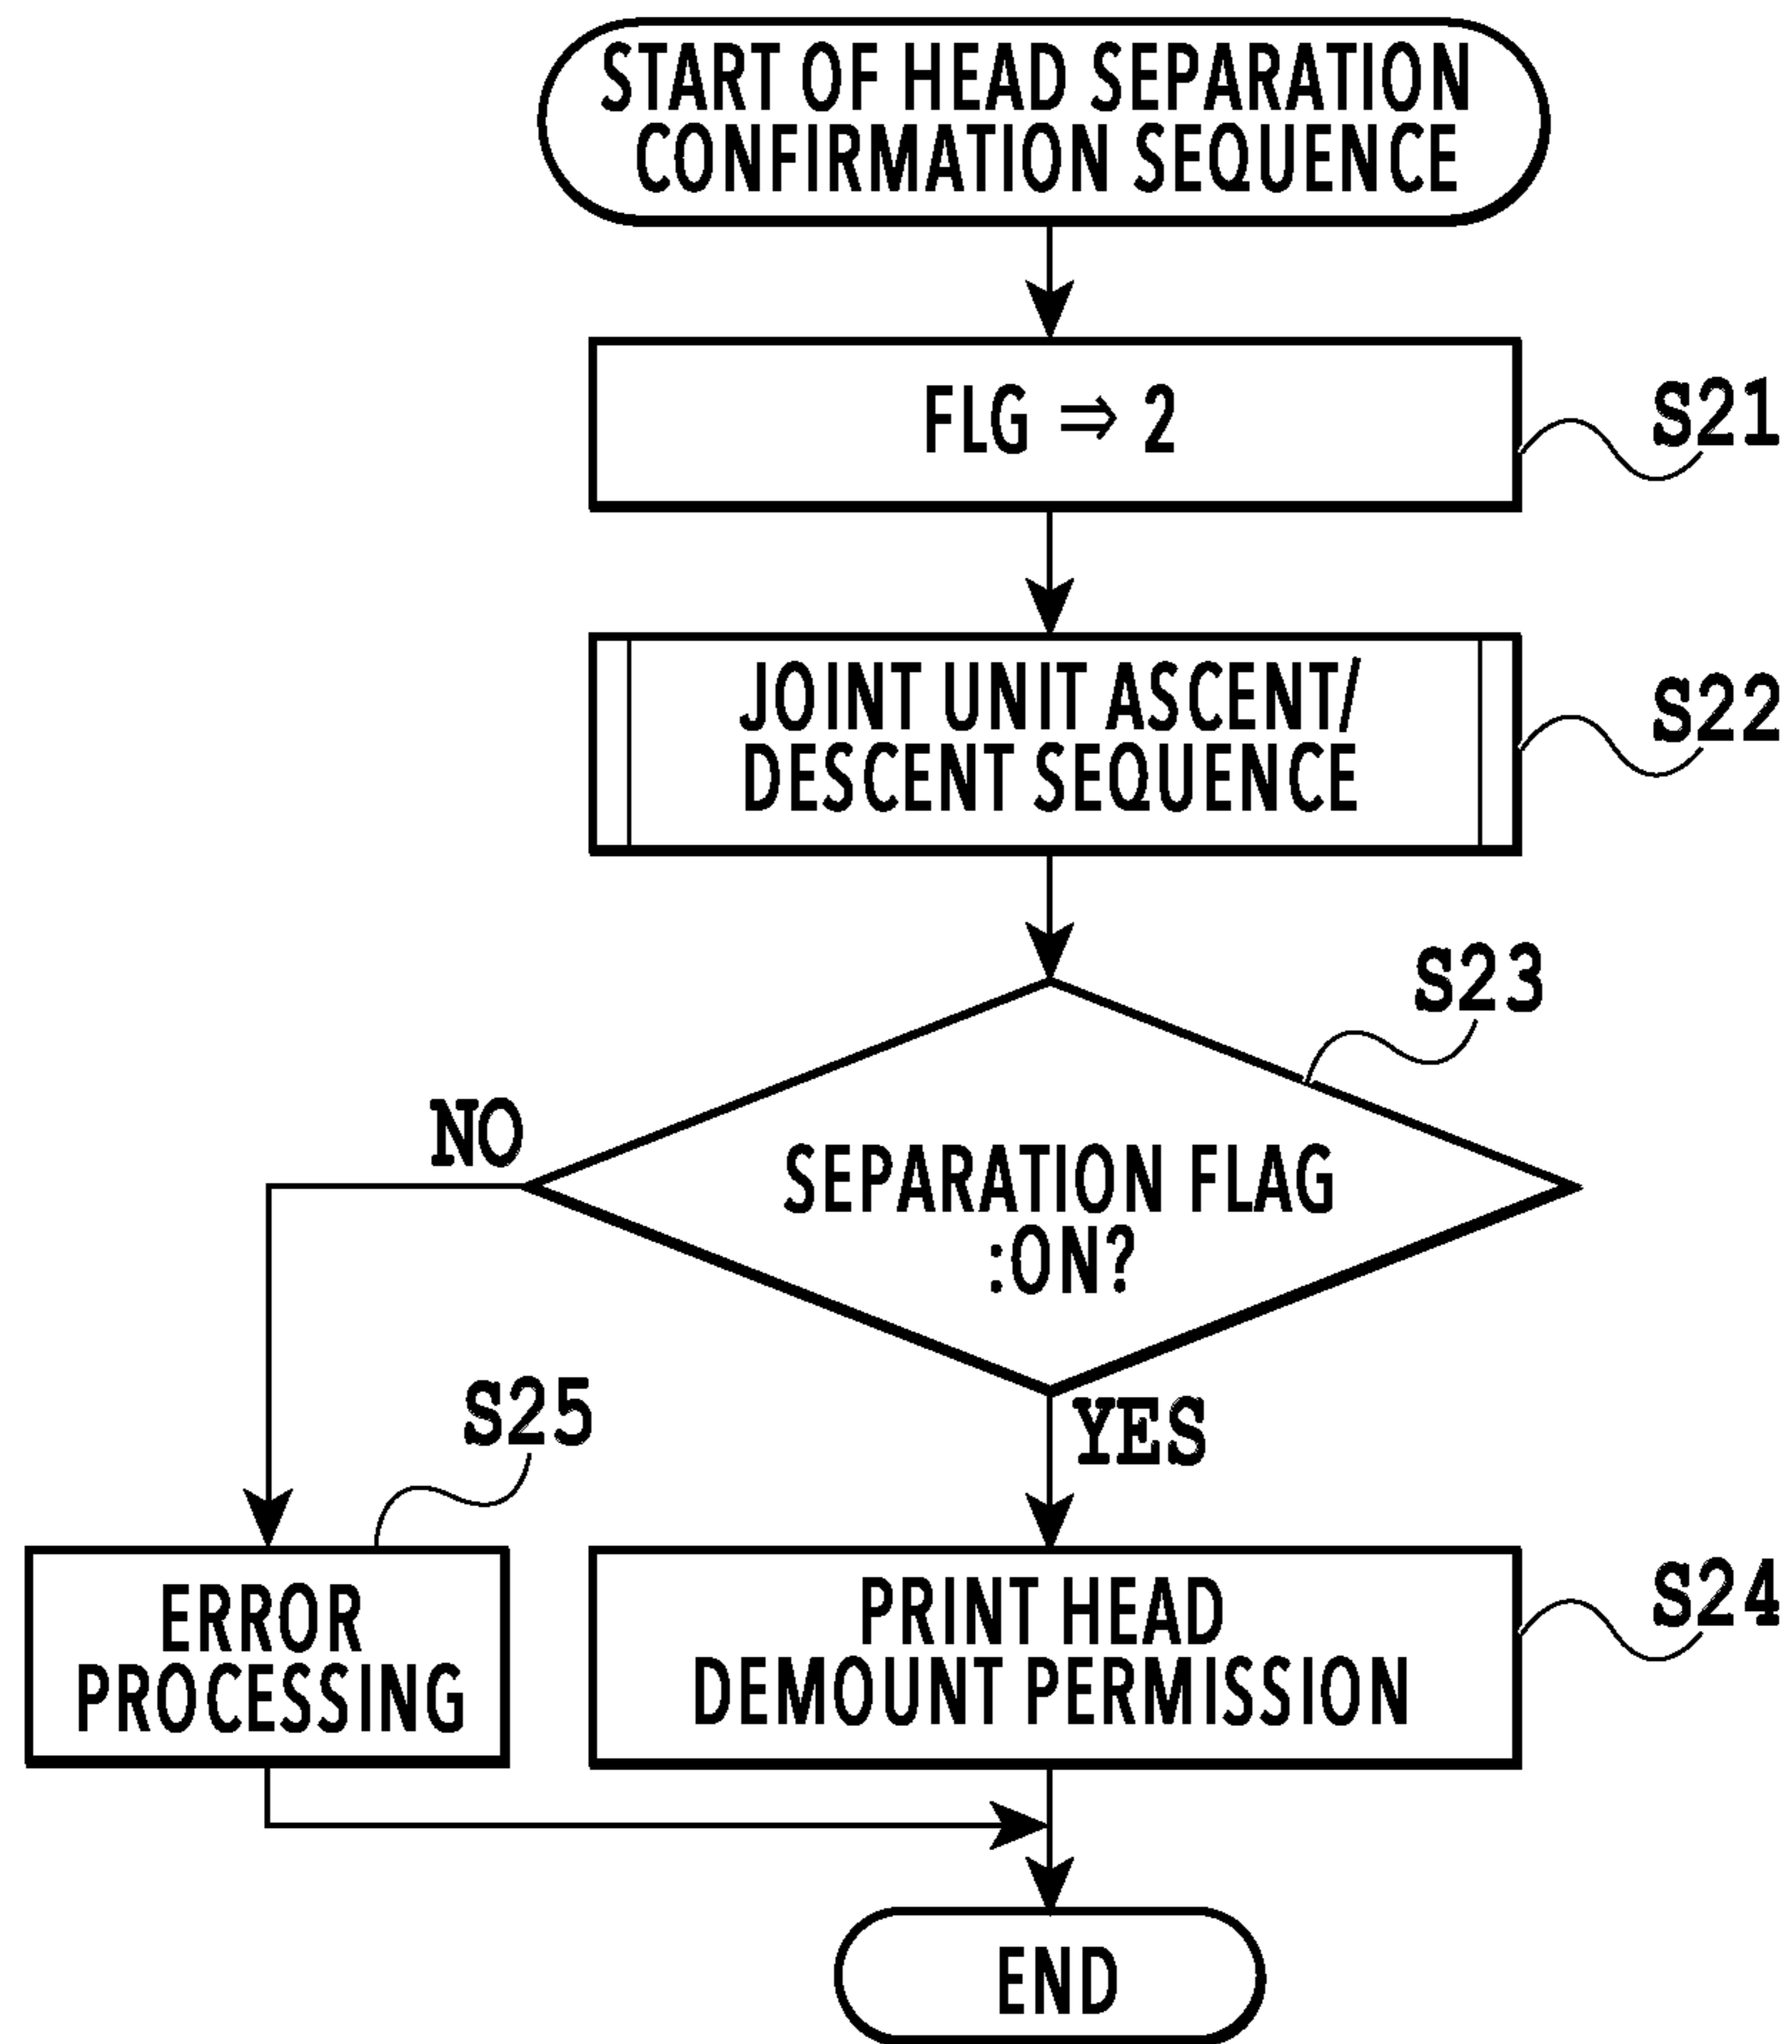 START OF HEAD SEPARATION
CONFIRMATION SEQUENCE
FLG ⇒ 2
S21
JOINT UNIT ASCENT/
DESCENT SEQUENCE
S22
S23
SEPARATION FLAG
:ON?
NO
YES
S25
ERROR
PROCESSING
PRINT HEAD
DEMOUNT PERMISSION
S24
END